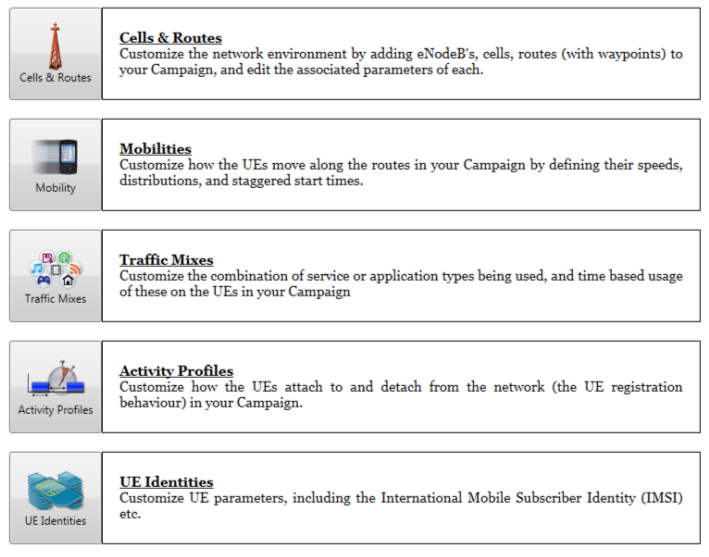 Cells & Routes
Cells & Routes
Customize the network environment by adding eNodeB's, cells, routes (with waypoints) to
your Campaign, and edit the associated parameters of each.
Mobility
Mobilities
Customize how the UEs move along the routes in your Campaign by defining their speeds,
distributions, and staggered start times.
Traffic Mixes
Traffic Mixes
Customize the combination of service or application types being used, and time based usage
of these on the UEs in your Campaign
Activity Profiles
Activity Profiles
Customize how the UEs attach to and detach from the network (the UE registration
behaviour) in your Campaign.
UE Identities
UE Identities
Customize UE parameters, including the International Mobile Subscriber Identity (IMSI)
etc.